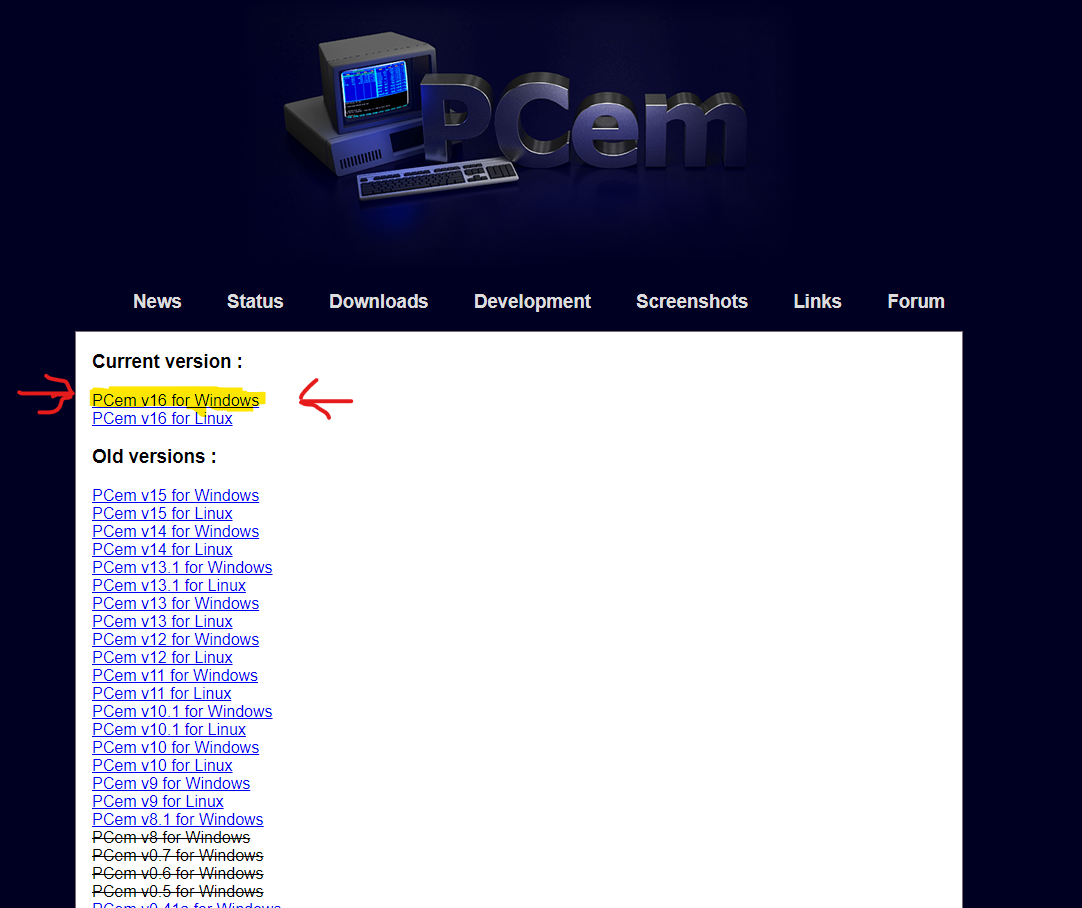 PCem
News Status Downloads Development Screenshots Links Forum
Current version :
PCem v16 for Windows
PCem v16 for Linux
Old versions :
PCem v15 for Windows
PCem v15 for Linux
PCem v14 for Windows
PCem v14 for Linux
PCem v13.1 for Windows
PCem v13.1 for Linux
PCem v13 for Windows
PCem v13 for Linux
PCem v12 for Windows
PCem v12 for Linux
PCem v11 for Windows
PCem v11 for Linux
PCem v10.1 for Windows
PCem v10.1 for Linux
PCem v10 for Windows
PCem v10 for Linux
PCem v9 for Windows
PCem v9 for Linux
PCem v8.1 for Windows
PCem v8 for Windows
PCem v0.7 for Windows
PCem v0.6 for Windows
PCem v0.5 for Windows
PCem v0.41a for Windows